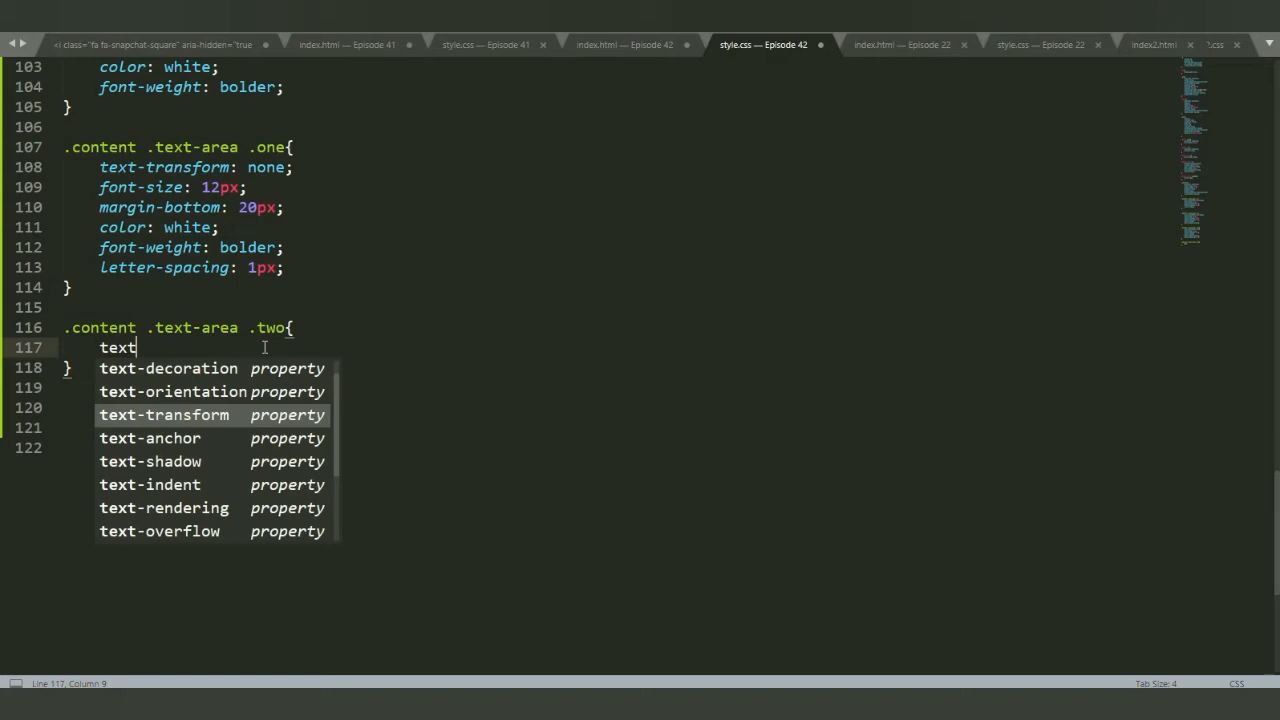 <i class="fa fa-snapchat-square" aria-hidden="true
index.html — Episode 41
style.css — Episode 41
index.html — Episode 42
style.css — Episode 42
index.html — Episode 22
style.css — Episode 22
index2.html
103 color: white;
104 font-weight: bolder;
105 }
106
107 .content .text-area .one{
108 text-transform: none;
109 font-size: 12px;
110 margin-bottom: 20px;
111 color: white;
112 font-weight: bolder;
113 letter-spacing: 1px;
114 }
115
116 .content .text-area .two{
117 text
118 }
119
120
121
122
text-decoration property
text-orientation property
text-transform property
text-anchor property
text-shadow property
text-indent property
text-rendering property
text-overflow property
Line 117, Column 9
Tab Size: 4
CSS